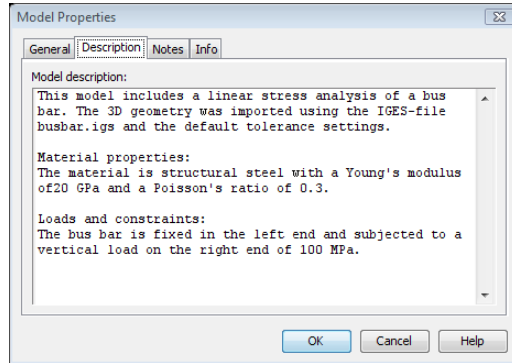 Model Properties
General Description Notes Info
Model description:
This model includes a linear stress analysis of a bus
bar. The 3D geometry was imported using the IGES-file
busbar.igs and the default tolerance settings.
Material properties:
The material is structural steel with a Young's modulus
of20 GPa and a Poisson's ratio of 0.3.
Loads and constraints:
The bus bar is fixed in the left end and subjected to a
vertical load on the right end of 100 MPa.
OK Cancel Help